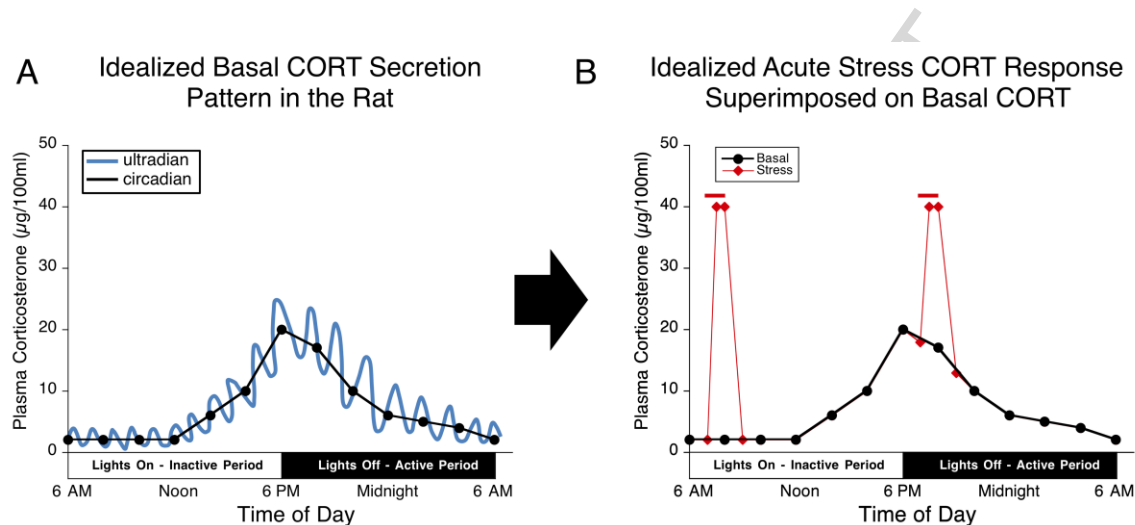 A
Idealized Basal CORT Secretion
Pattern in the Rat
Plasma Corticosterone (µg/100ml)
50
40
30
20
10
0
ultradian
circadian
Lights On - Inactive Period
Lights Off - Active Period
6 AM
Noon
6 PM
Midnight
6 AM
Time of Day
B
Idealized Acute Stress CORT Response
Superimposed on Basal CORT
Plasma Corticosterone (µg/100ml)
50
40
30
20
10
0
Basal
Stress
Lights On - Inactive Period
Lights Off - Active Period
6 AM
Noon
6 PM
Midnight
6 AM
Time of Day